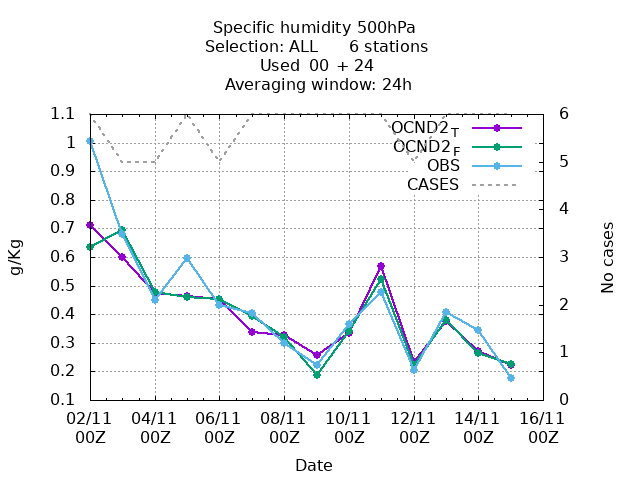 Specific humidity 500hPa
Selection: ALL      6 stations
Used  00  + 24
Averaging window: 24h
1.1
1
0.9
0.8
0.7
0.6
0.5
0.4
0.3
0.2
0.1
g/Kg
OCND2T
OCND2F
OBS
CASES
6
5
4
3
2
1
0
No cases
02/11 04/11 06/11 08/11 10/11 12/11 14/11 16/11
00Z 00Z 00Z 00Z 00Z 00Z 00Z 00Z
Date